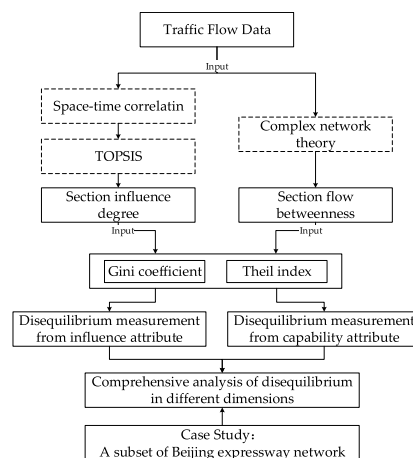 Traffic Flow Data
Input
Space-time correlatin
Complex network
theory
TOPSIS
Section influence
degree
Section flow
betweenness
Input
Input
Gini coefficient
Theil index
Disequilibrium measurement
from influence attribute
Disequilibrium measurement
from capability attribute
Comprehensive analysis of disequilibrium
in different dimensions
Case Study：
A subset of Beijing expressway network